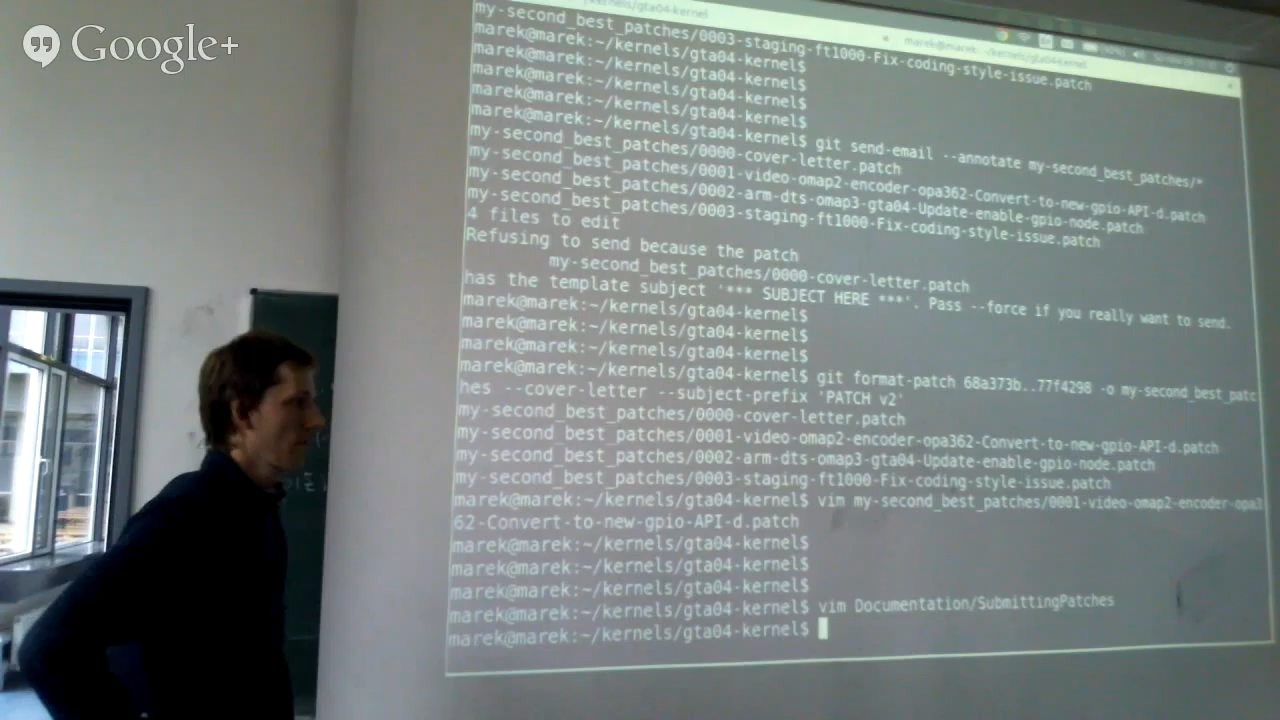 Google+
/kernels/gta04-kernel
marek@marek: ~/kernels/gta04-kernel
my-second_best_patches/0003-staging-ft1000-Fix-coding-style-issue.patch
marek@marek:~/kernels/gta04-kernel$
marek@marek:~/kernels/gta04-kernel$
marek@marek:~/kernels/gta04-kernel$
marek@marek:~/kernels/gta04-kernel$
marek@marek:~/kernels/gta04-kernel$ git send-email --annotate my-second_best_patches/*
my-second_best_patches/0000-cover-letter.patch
my-second_best_patches/0001-video-omap2-encoder-opa362-Convert-to-new-gpio-API-d.patch
my-second_best_patches/0002-arm-dts-omap3-gta04-Update-enable-gpio-node.patch
my-second_best_patches/0003-staging-ft1000-Fix-coding-style-issue.patch
4 files to edit
Refusing to send because the patch
my-second_best_patches/0000-cover-letter.patch
has the template subject '*** SUBJECT HERE ***'. Pass --force if you really want to send.
marek@marek:~/kernels/gta04-kernel$
marek@marek:~/kernels/gta04-kernel$
marek@marek:~/kernels/gta04-kernel$
marek@marek:~/kernels/gta04-kernel$ git format-patch 68a373b..77f4298 -o my-second_best_patc
hes --cover-letter --subject-prefix 'PATCH v2'
my-second_best_patches/0000-cover-letter.patch
my-second_best_patches/0001-video-omap2-encoder-opa362-Convert-to-new-gpio-API-d.patch
my-second_best_patches/0002-arm-dts-omap3-gta04-Update-enable-gpio-node.patch
my-second_best_patches/0003-staging-ft1000-Fix-coding-style-issue.patch
marek@marek:~/kernels/gta04-kernel$ vim my-second_best_patches/0001-video-omap2-encoder-opa3
62-Convert-to-new-gpio-API-d.patch
marek@marek:~/kernels/gta04-kernel$
marek@marek:~/kernels/gta04-kernel$
marek@marek:~/kernels/gta04-kernel$
marek@marek:~/kernels/gta04-kernel$ vim Documentation/SubmittingPatches
marek@marek:~/kernels/gta04-kernel$